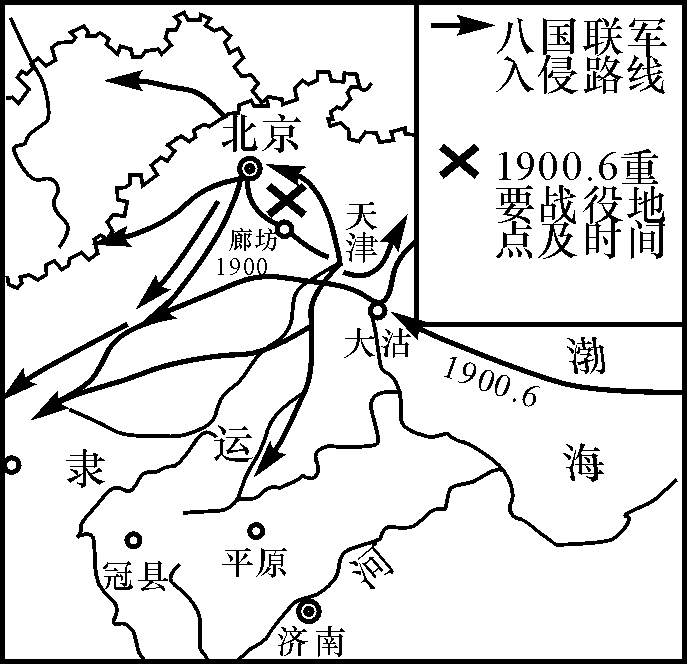 八国联军
入侵路线
1900.6重
要战役地
点及时间
北京
天津
廊坊
1900
大沽
1900.6
渤
海
隶
运
冠县
平原
河
济南